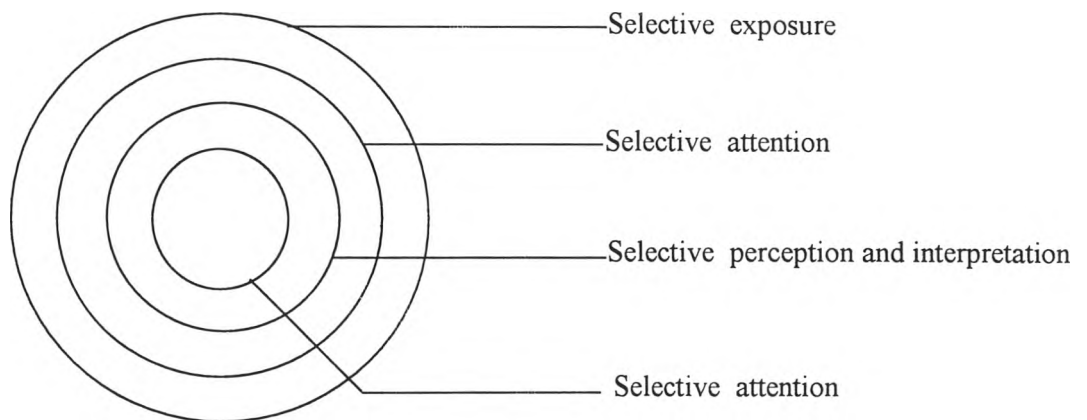 Selective exposure
Selective attention
Selective perception and interpretation
Selective attention